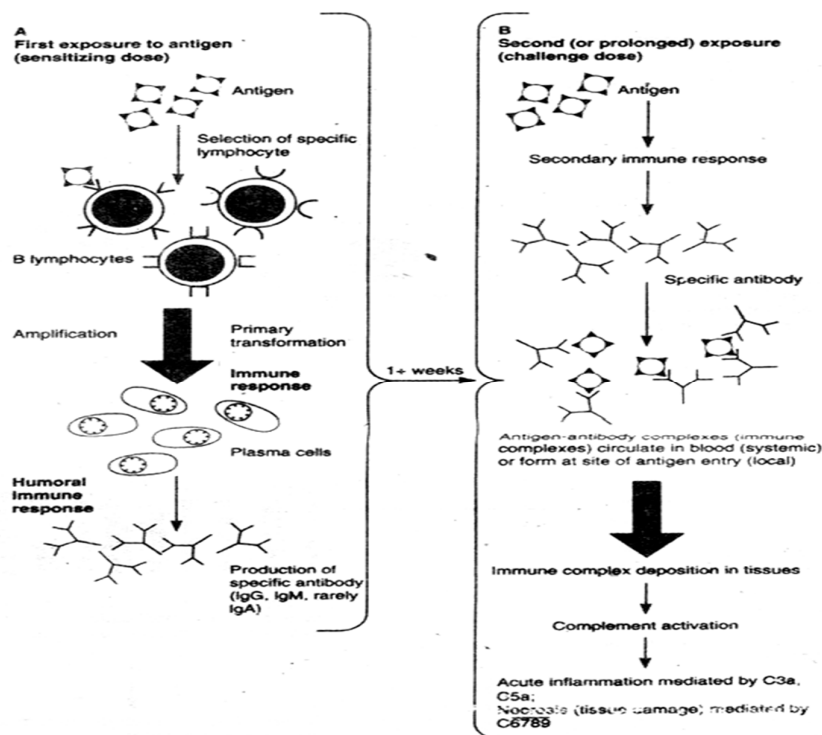 A
First exposure to antigen
(sensitizing dose)
Antigen
Selection of specific
lymphocyte
B lymphocytes
Amplification
Primary
transformation
Immune
response
Plasma cells
Humoral
Immune
response
Production of
specific antibody
(IgG, IgM, rarely
IgA)
1+ weeks
B
Second (or prolonged) exposure
(challenge dose)
Antigen
Secondary immune response
Specific antibody
Antigen-antibody complexes (immune
complexes) circulate in blood (systemic)
or form at site of antigen entry (local)
Immune complex deposition in tissues
Complement activation
Acute inflammation mediated by C3a,
C5a;
Necrosis (tissue damage) mediated by
C6789